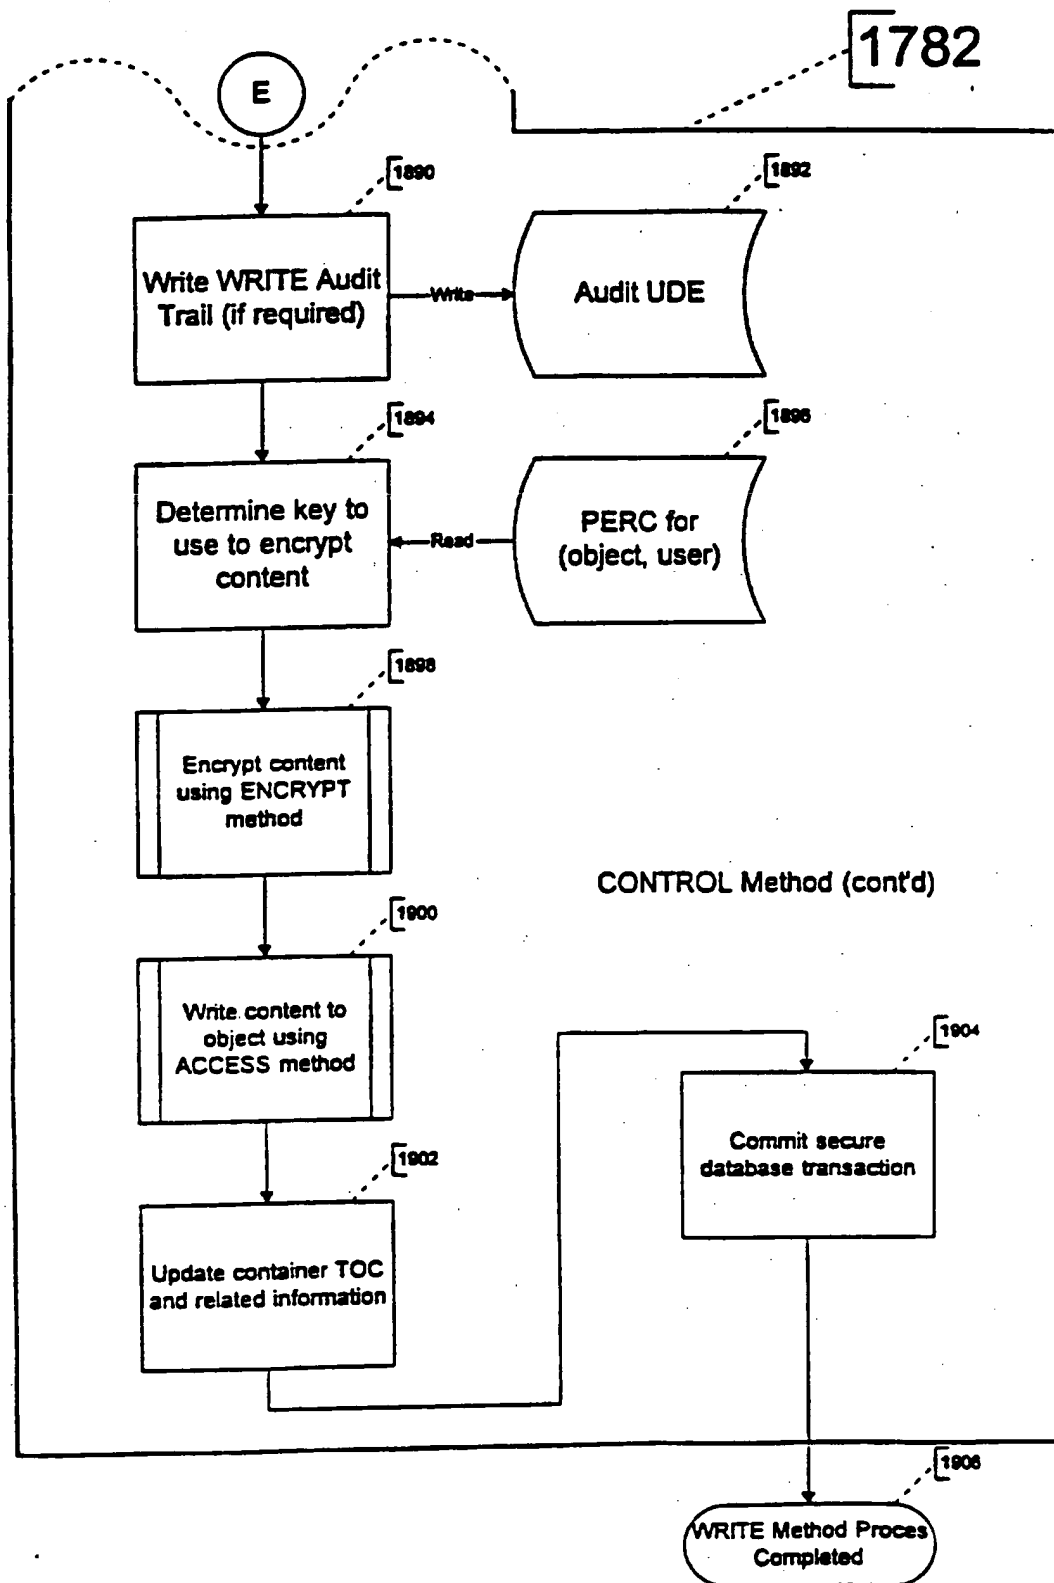 1782
E
1890
1892
Write WRITE Audit
Trail (if required)
Write
Audit UDE
1894
1896
Determine key to
use to encrypt
content
Read
PERC for
(object, user)
1898
Encrypt content
using ENCRYPT
method
CONTROL Method (cont'd)
1900
Write content to
object using
ACCESS method
1904
Commit secure
database transaction
1902
Update container TOC
and related information
1906
WRITE Method Proces
Completed